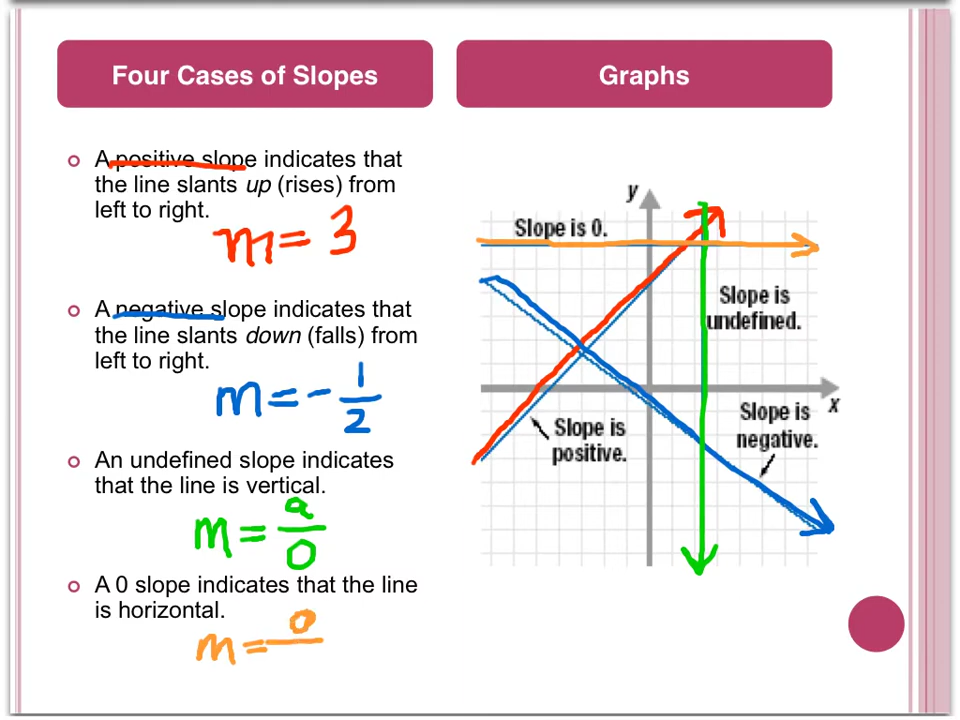 Four Cases of Slopes
Graphs
A positive slope indicates that
the line slants up (rises) from
left to right.
m = 3
A negative slope indicates that
the line slants down (falls) from
left to right.
m = - 1/2
An undefined slope indicates
that the line is vertical.
m = a/0
A 0 slope indicates that the line
is horizontal.
m = 0/
y
Slope is 0.
Slope is
undefined.
x
Slope is
positive.
Slope is
negative.